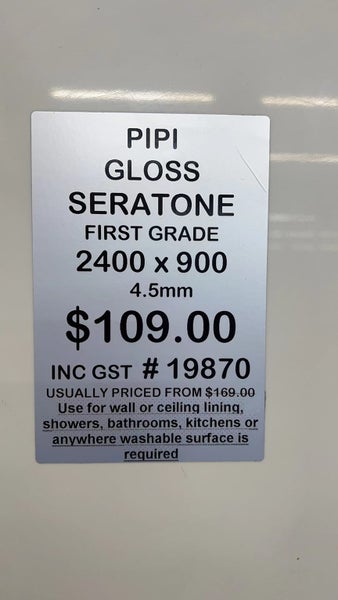 PIPI
GLOSS
SERATONE
FIRST GRADE
2400 x 900
4.5mm
$109.00
INC GST # 19870
USUALLY PRICED FROM $169.00
Use for wall or ceiling lining,
showers, bathrooms, kitchens or
anywhere washable surface is
required